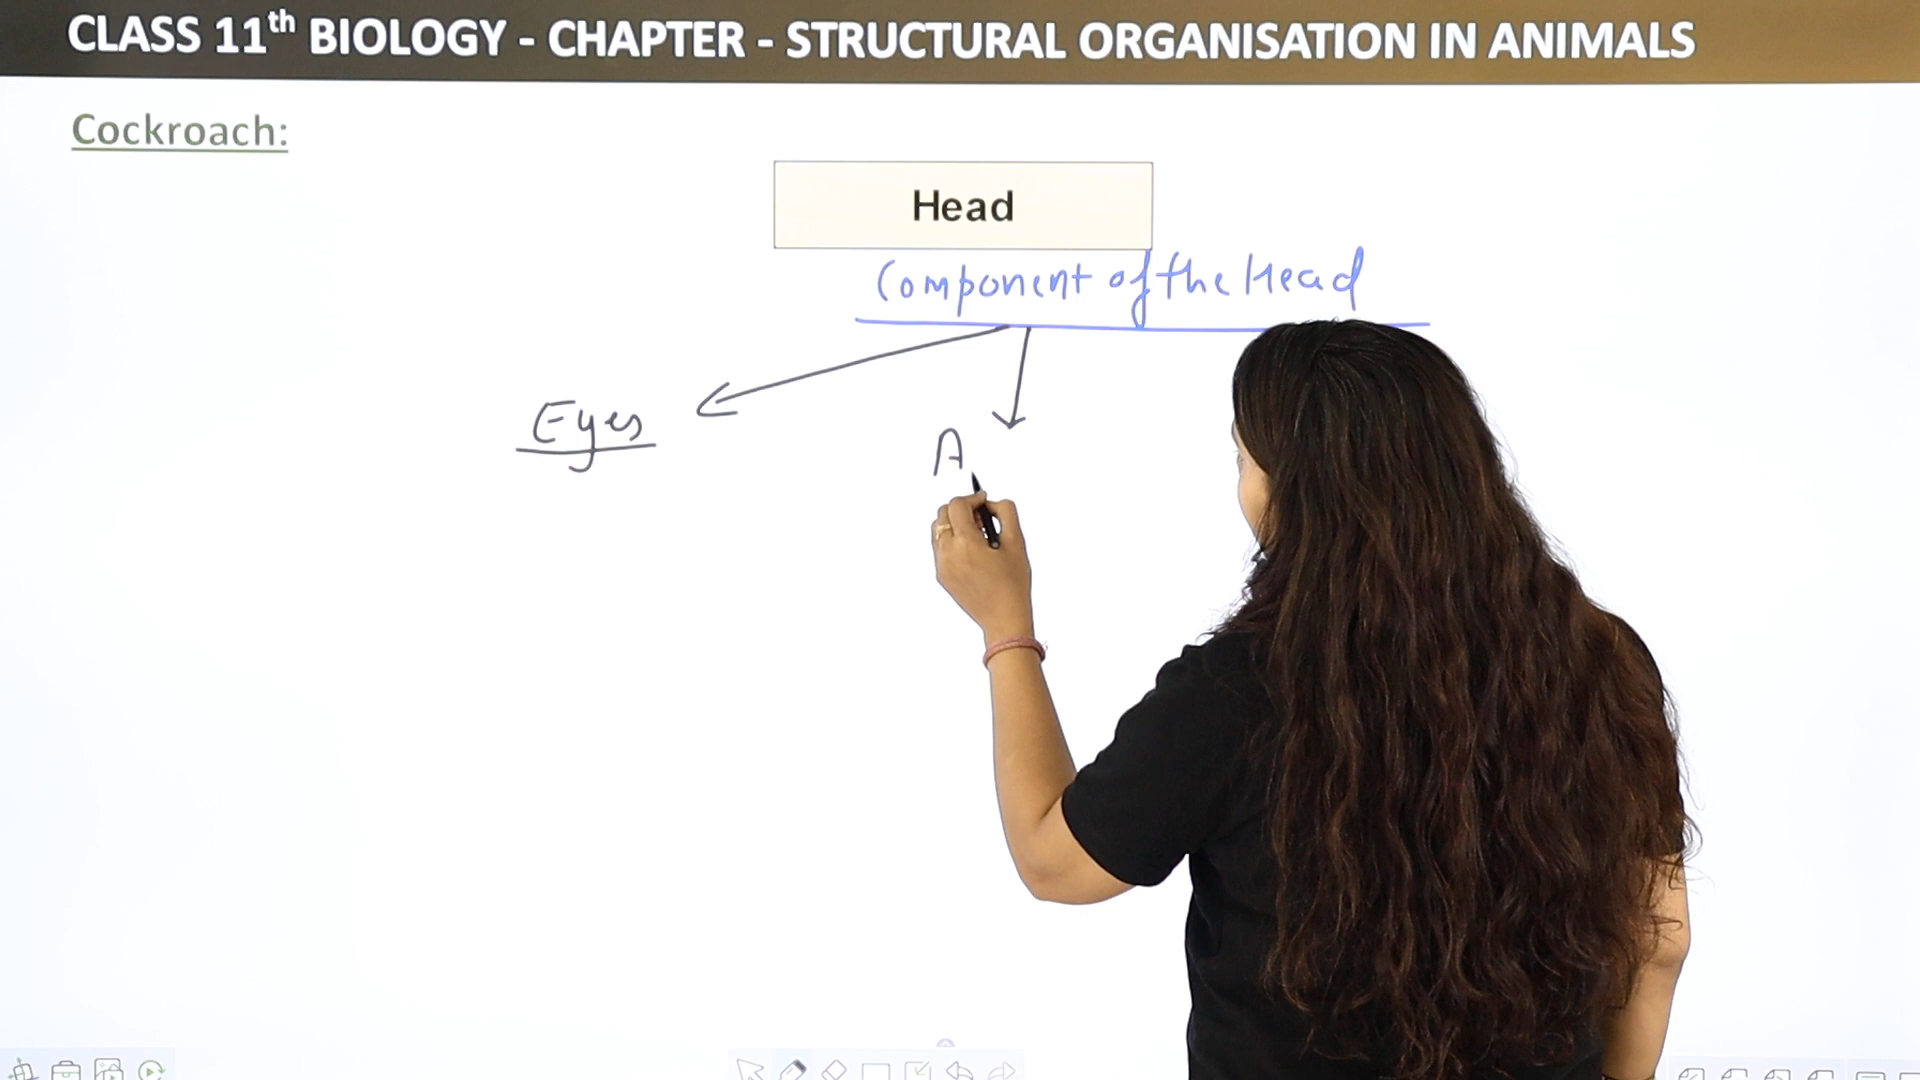 CLASS 11th BIOLOGY - CHAPTER - STRUCTURAL ORGANISATION IN ANIMALS
Cockroach:
Head
Component of the Head
Eyes
A